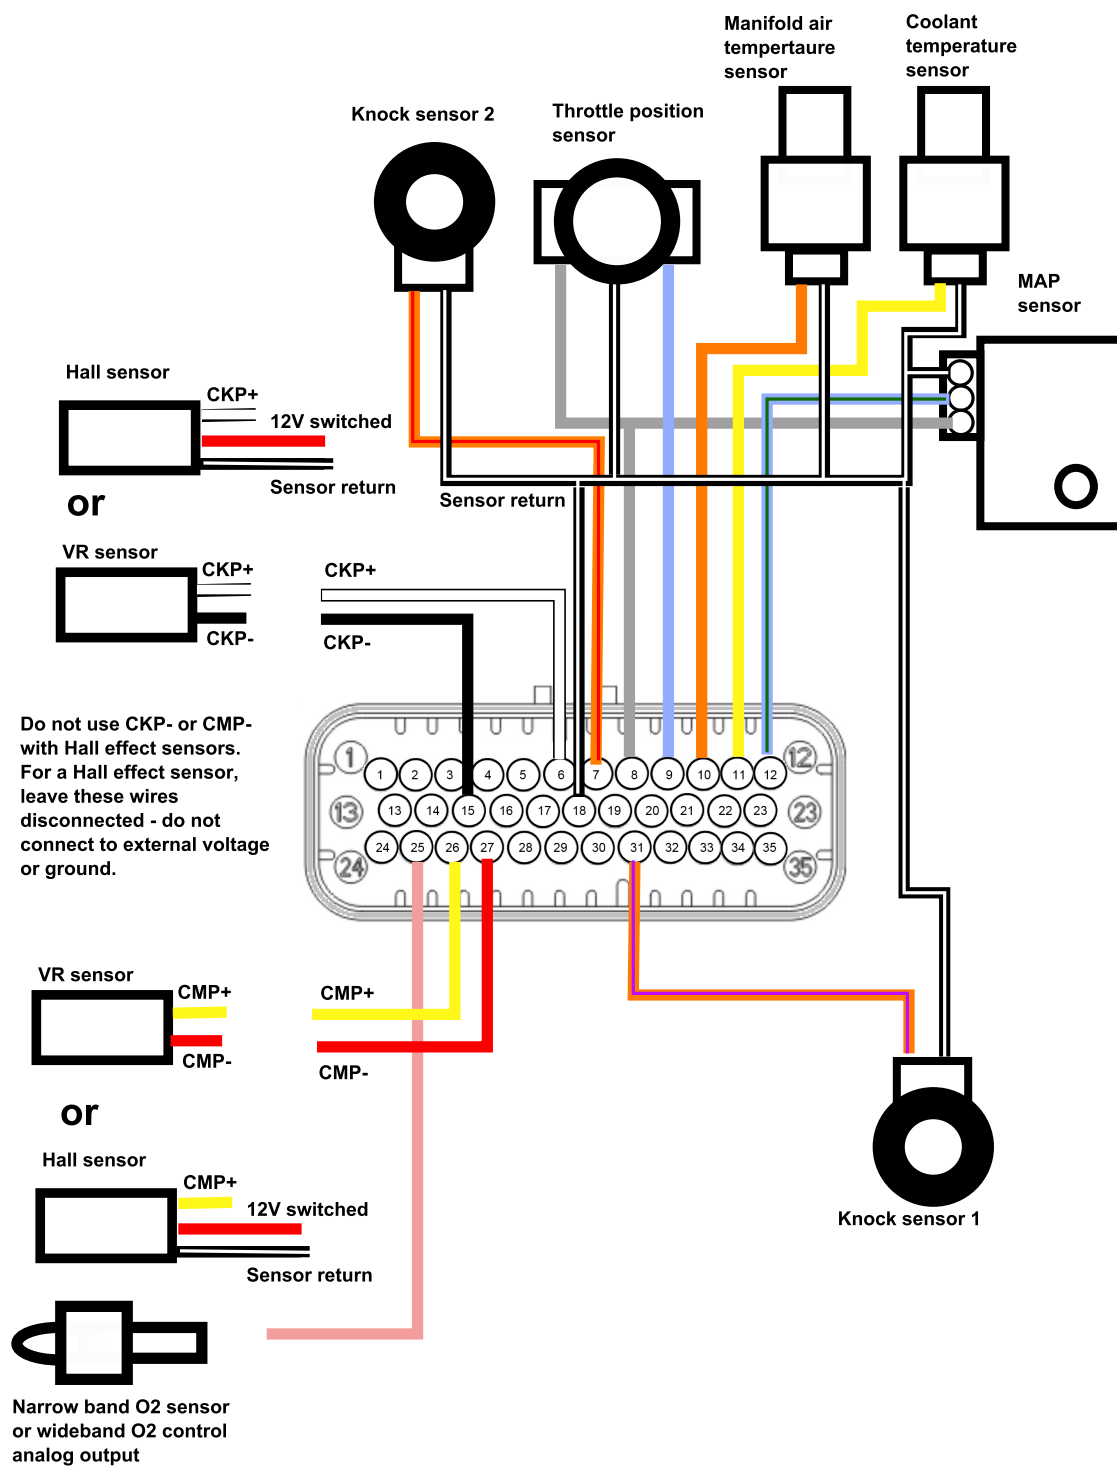 Manifold air
tempertaure
sensor
Coolant
temperature
sensor
Knock sensor 2
Throttle position
sensor
MAP
sensor
Hall sensor
CKP+
12V switched
Sensor return
or
Sensor return
VR sensor
CKP+
CKP-
CKP+
CKP-
Do not use CKP- or CMP-
with Hall effect sensors.
For a Hall effect sensor,
leave these wires
disconnected - do not
connect to external voltage
or ground.
1
12
1 2 3 4 5 6 7 8 9 10 11 12
13
13 14 15 16 17 18 19 20 21 22 23
23
24 25 26 27 28 29 30 31 32 33 34 35
24
35
VR sensor
CMP+
CMP-
CMP+
CMP-
or
Hall sensor
CMP+
12V switched
Sensor return
Knock sensor 1
Narrow band O2 sensor
or wideband O2 control
analog output